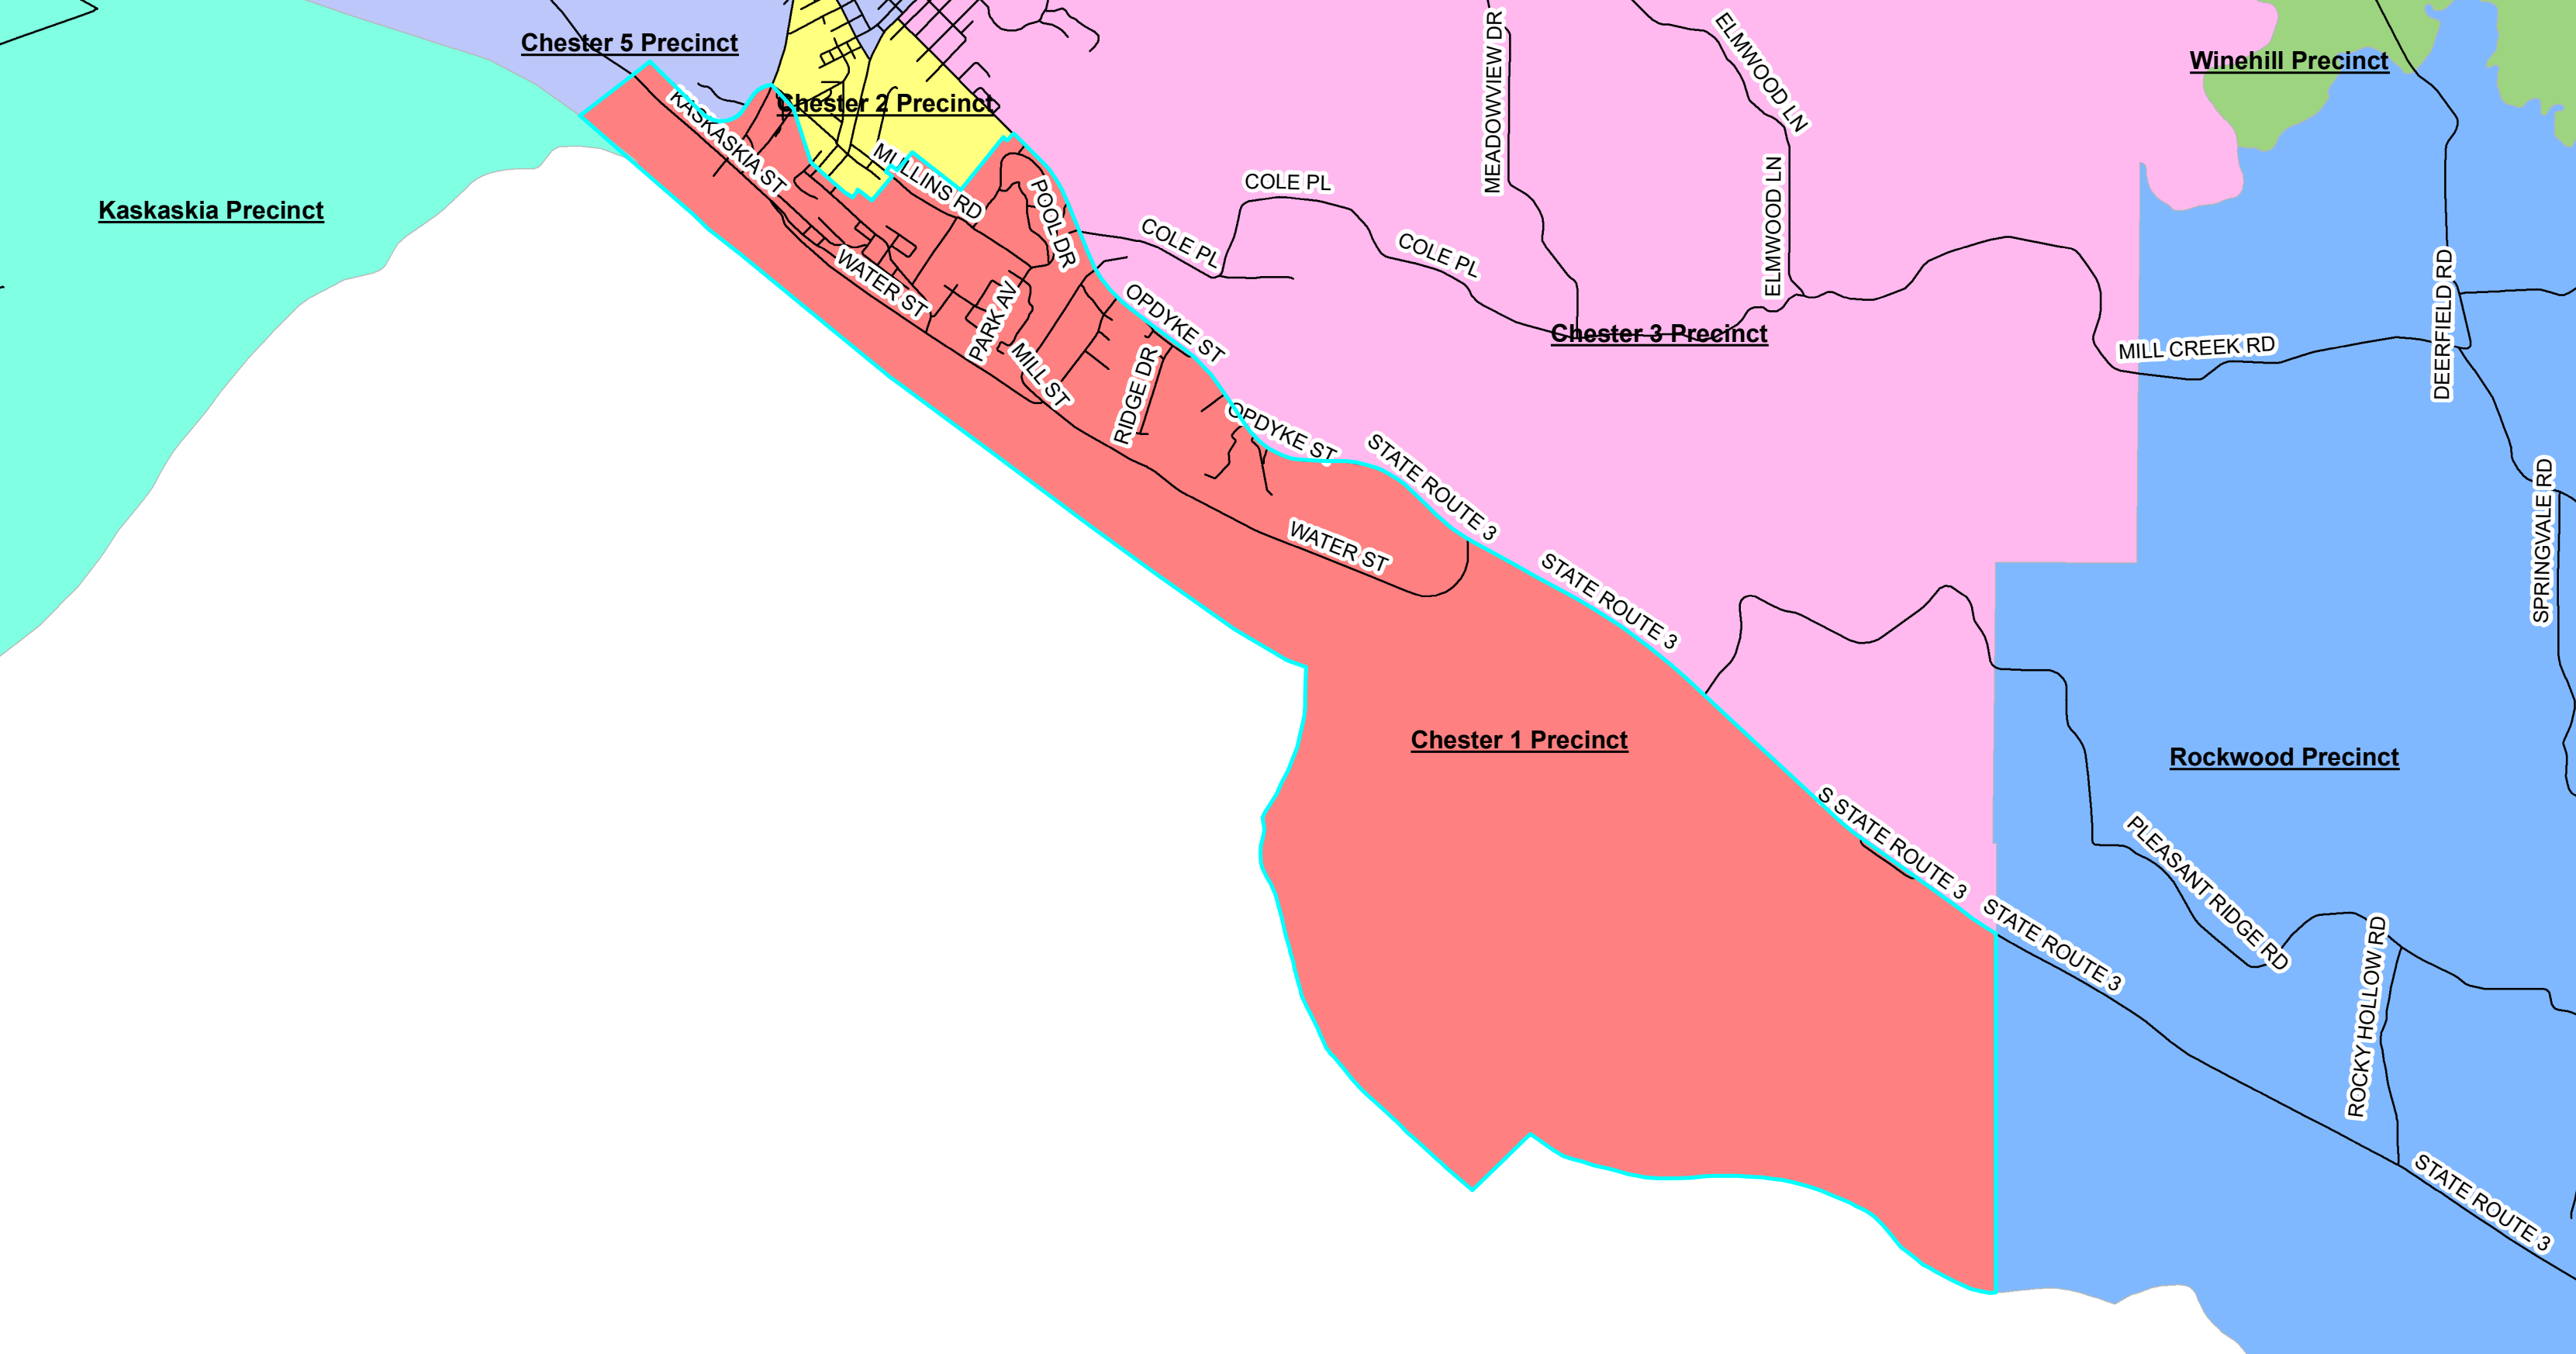 Chester 5 Precinct
Winehill Precinct
Chester 2 Precinct
Kaskaskia Precinct
KASKASKIA ST
MULLINS RD
POOL DR
WATER ST
PARK AV
MILL ST
RIDGE DR
OPDYKE ST
OPDYKE ST
COLE PL
COLE PL
COLE PL
MEADOWVIEW DR
ELMWOOD LN
ELMWOOD LN
Chester 3 Precinct
MILL CREEK RD
DEERFIELD RD
SPRINGVALE RD
STATE ROUTE 3
WATER ST
STATE ROUTE 3
Chester 1 Precinct
Rockwood Precinct
S STATE ROUTE 3
PLEASANT RIDGE RD
STATE ROUTE 3
ROCKY HOLLOW RD
STATE ROUTE 3